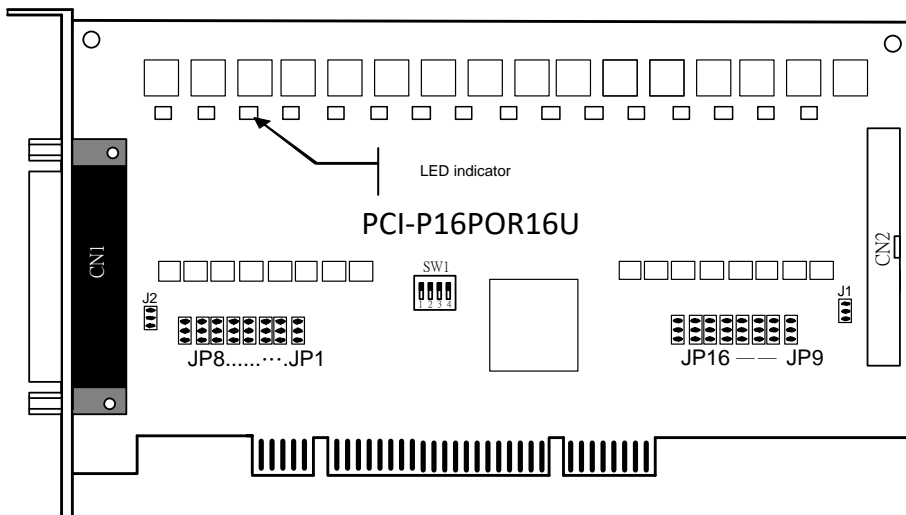 LED indicator
PCI-P16POR16U
CN1
CN2
SW1
1 2 3 4
J2
J1
JP8......···.JP1
JP16 —— JP9